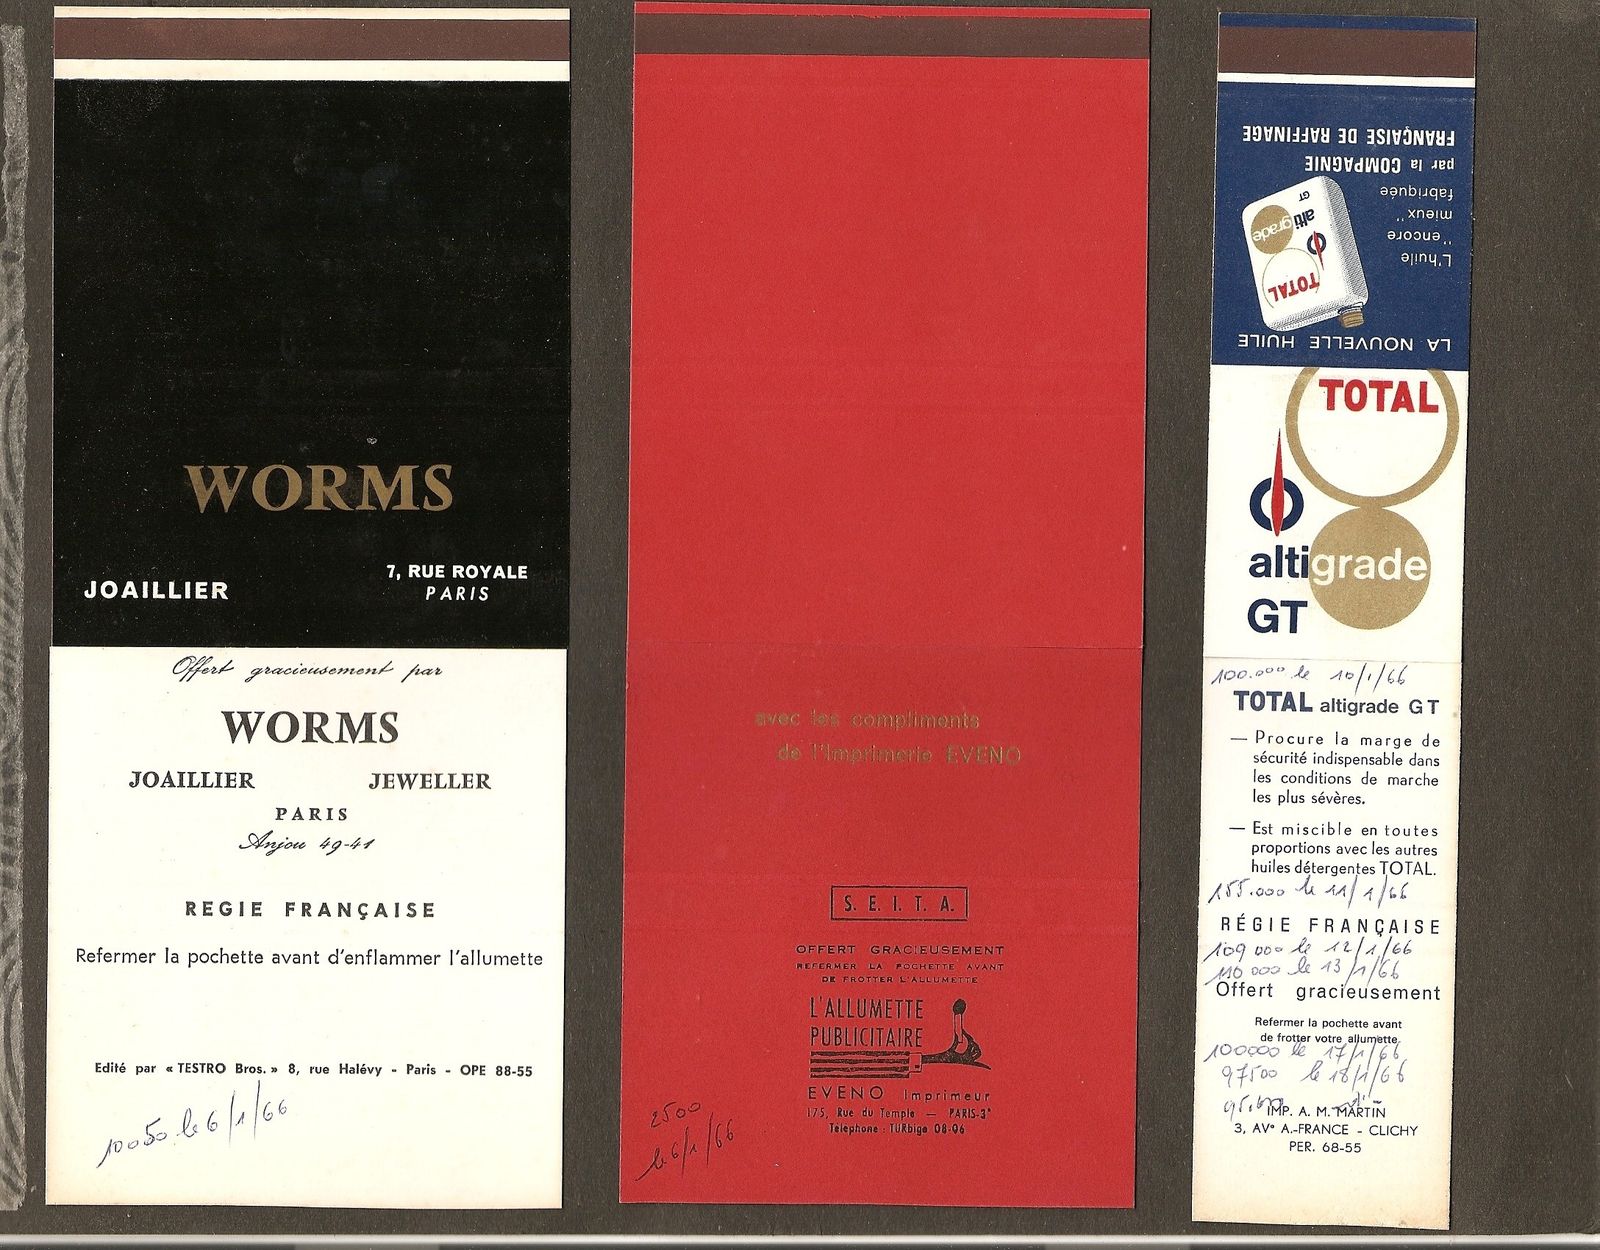 WORMS
JOAILLIER
7, RUE ROYALE
PARIS
Offert gracieusement par
WORMS
JOAILLIER JEWELLER
PARIS
Anjou 49-41
REGIE FRANÇAISE
Refermer la pochette avant d'enflammer l'allumette
Edité par « TESTRO Bros. » 8, rue Halévy - Paris - OPE 88-55
10050 le 6/1/66
avec les compliments
de l'Imprimerie EVENO
S. E. I. T. A.
OFFERT GRACIEUSEMENT
REFERMER LA POCHETTE AVANT
DE FROTTER L'ALLUMETTE
L'ALLUMETTE
PUBLICITAIRE
EVENO Imprimeur
175, Rue du Temple — PARIS-3e
Téléphone : TURbigo 08-06
2500
le 6/1/66
LA NOUVELLE HUILE
TOTAL
altigrade
GT
L'huile
"encore
mieux"
fabriquée
par la COMPAGNIE
FRANÇAISE DE RAFFINAGE
TOTAL
altigrade
GT
100.000 le 10/1/66
TOTAL altigrade GT
— Procure la marge de
sécurité indispensable dans
les conditions de marche
les plus sévères.
— Est miscible en toutes
proportions avec les autres
huiles détergentes TOTAL.
155.000 le 11/1/66
RÉGIE FRANÇAISE
109 000 le 12/1/66
110 000 le 13/1/66
Offert gracieusement
Refermer la pochette avant
de frotter votre allumette
100000 le 17/1/66
97500 le 18/1/66
IMP. A. M. MARTIN
3, AVe A.-FRANCE - CLICHY
PER. 68-55